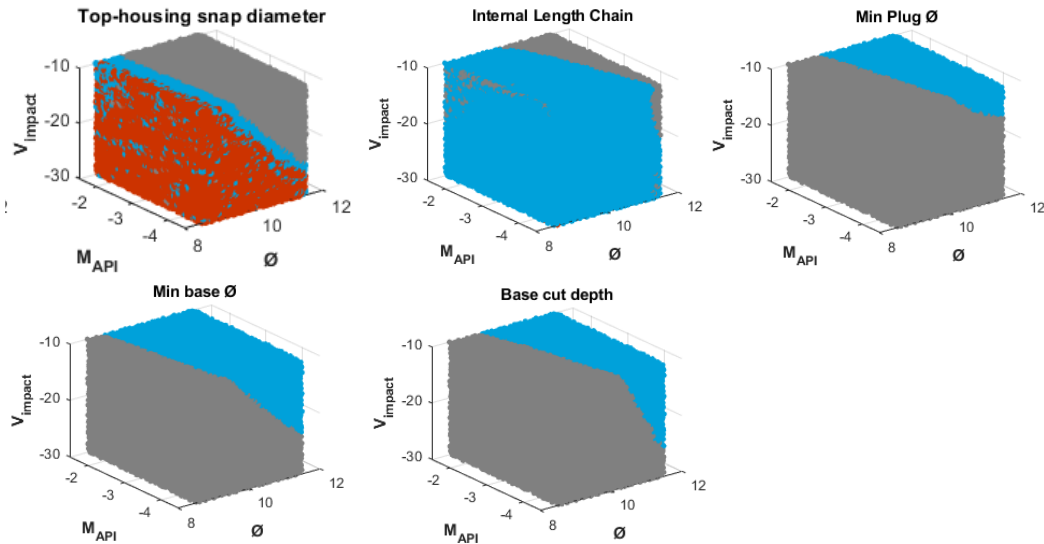 Top-housing snap diameter
Internal Length Chain
Min Plug Ø
-10
-20
-30
V_impact
-2
-3
-4
M_API
8
10
12
Ø
-10
-20
-30
V_impact
-2
-3
-4
M_API
8
10
12
Ø
-10
-20
-30
V_impact
-2
-3
-4
M_API
8
10
12
Ø
Min base Ø
Base cut depth
-10
-20
-30
V_impact
-2
-3
-4
M_API
8
10
12
Ø
-10
-20
-30
V_impact
-2
-3
-4
M_API
8
10
12
Ø